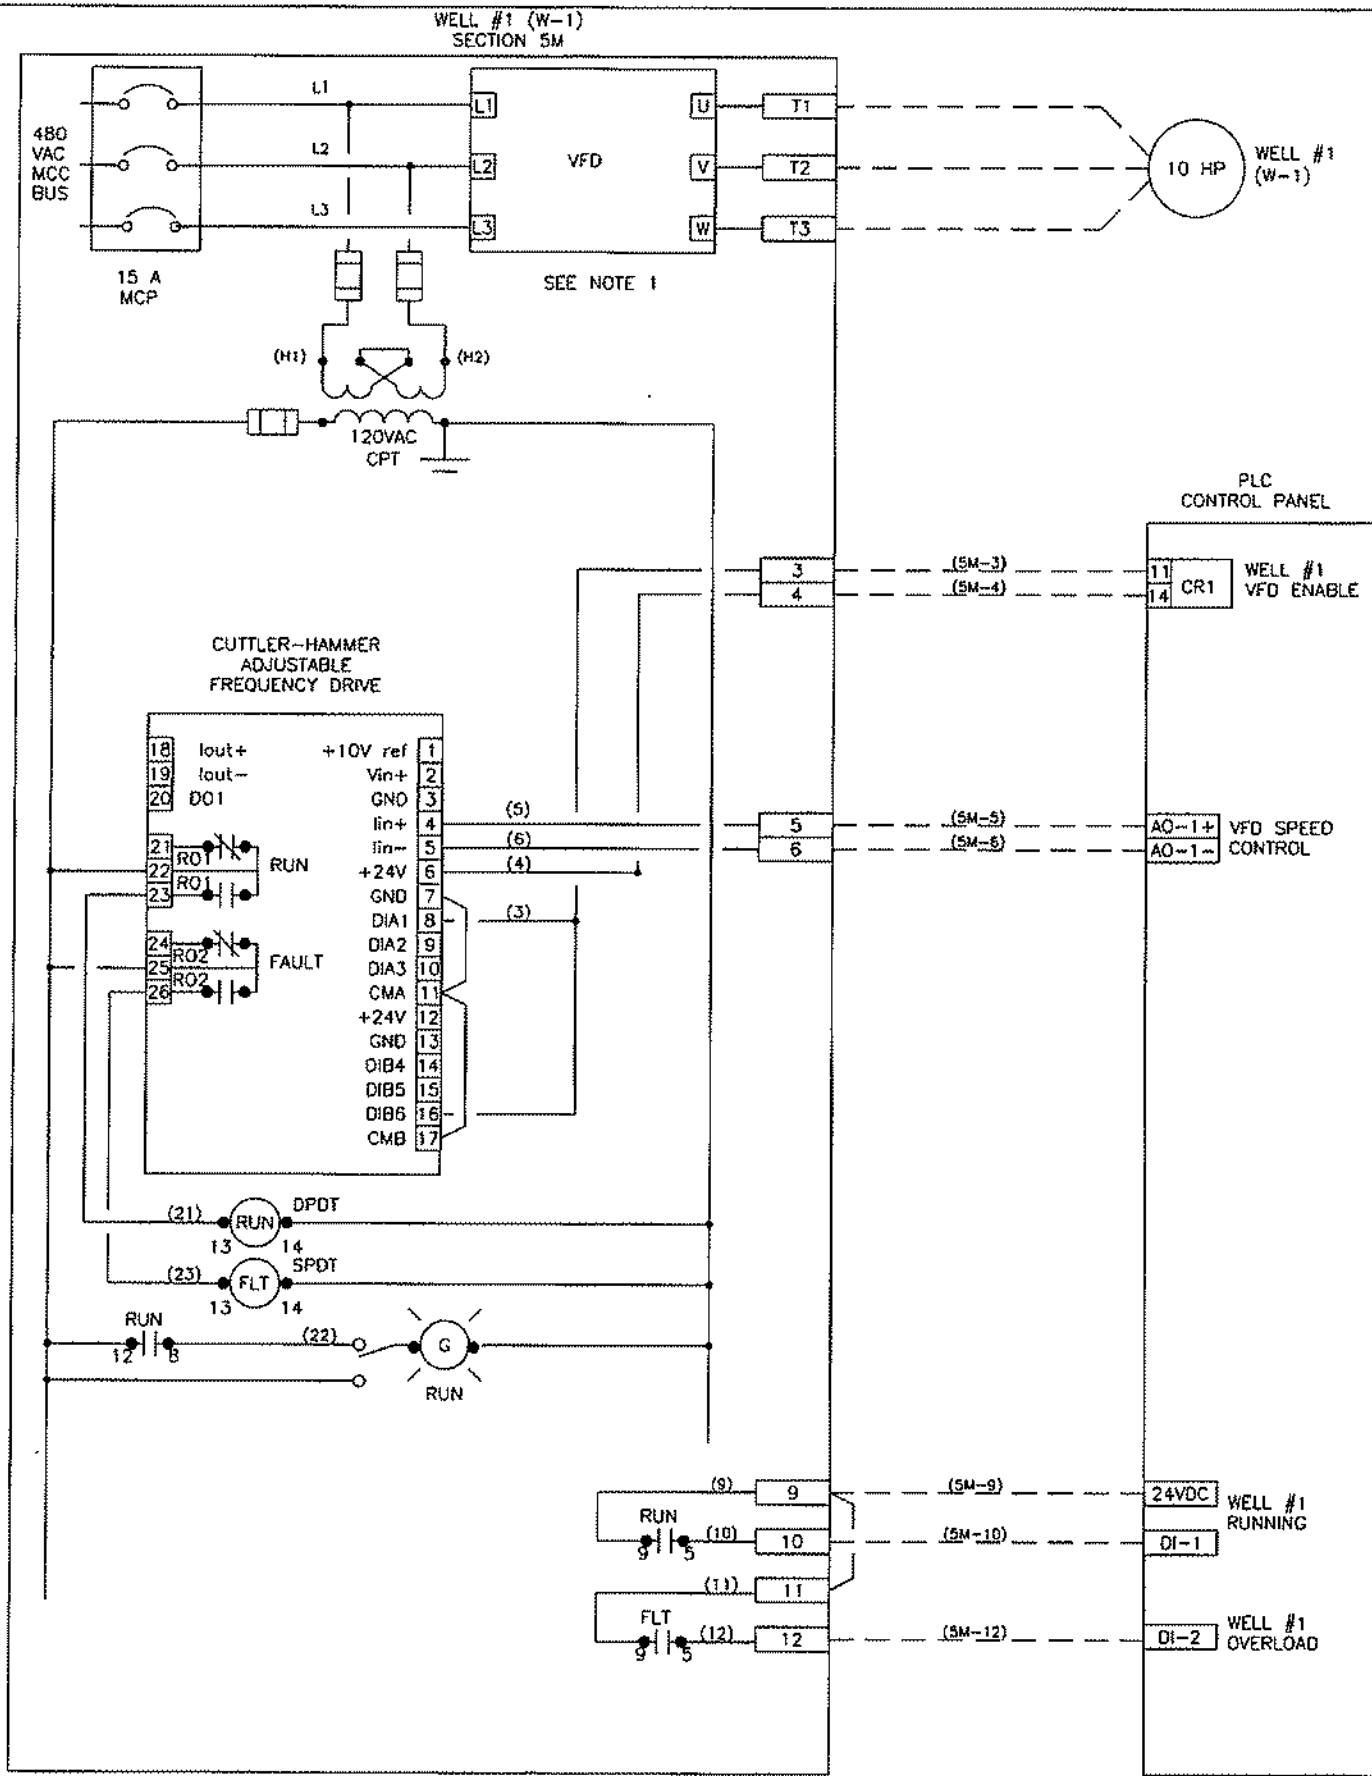 WELL #1 (W-1)
SECTION 5M
480
VAC
MCC
BUS
15 A
MCP
L1
L2
L3
L1
L2
L3
VFD
U
V
W
T1
T2
T3
10 HP
WELL #1
(W-1)
SEE NOTE 1
(H1)
(H2)
120VAC
CPT
PLC
CONTROL PANEL
3
4
(5M-3)
(5M-4)
11
14
CR1
WELL #1
VFD ENABLE
CUTTLER-HAMMER
ADJUSTABLE
FREQUENCY DRIVE
18 Iout+
19 Iout-
20 DO1
21
RO1
22
RO1
23
RUN
24
RO2
25
RO2
26
FAULT
+10V ref 1
Vin+ 2
GND 3
Iin+ 4
Iin- 5
+24V 6
GND 7
DIA1 8
DIA2 9
DIA3 10
CMA 11
+24V 12
GND 13
DIB4 14
DIB5 15
DIB6 16
CMB 17
(5)
(6)
(4)
(3)
5
6
(5M-5)
(5M-6)
AO-1+
AO-1-
VFD SPEED
CONTROL
(21)
RUN
DPDT
13
14
(23)
FLT
SPDT
13
14
RUN
12
8
(22)
G
RUN
(9)
9
(5M-9)
24VDC
WELL #1
RUNNING
RUN
9
5
(10)
10
(5M-10)
DI-1
(11)
11
FLT
9
5
(12)
12
(5M-12)
DI-2
WELL #1
OVERLOAD